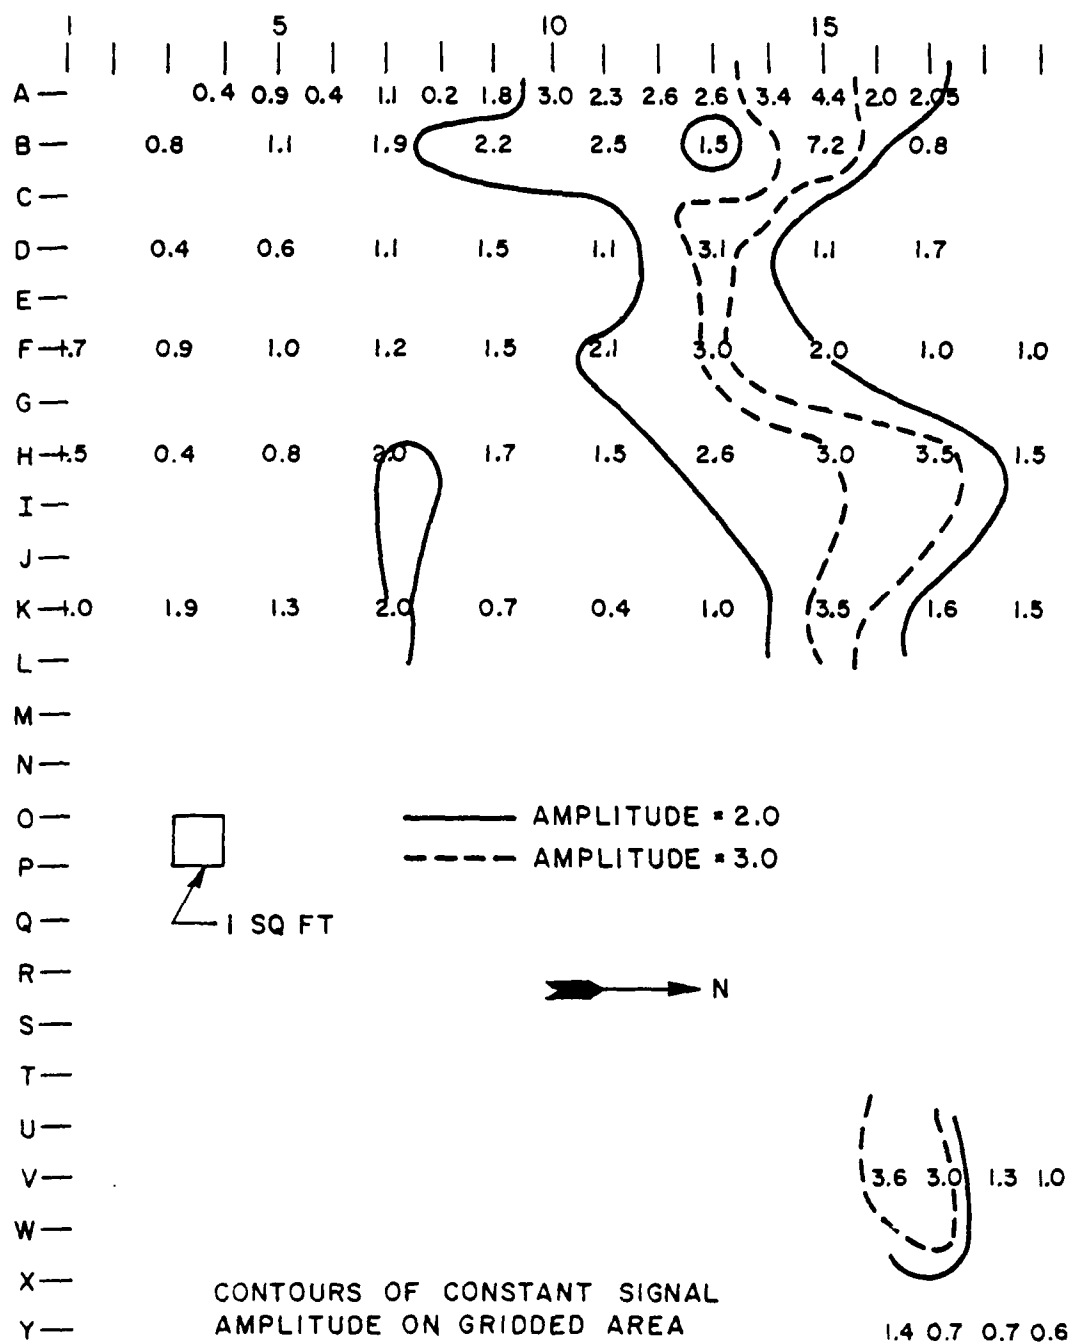 1 5 10 15
A 0.4 0.9 0.4 1.1 0.2 1.8 3.0 2.3 2.6 2.6 3.4 4.4 2.0 2.05
B 0.8 1.1 1.9 2.2 2.5 1.5 7.2 0.8
C
D 0.4 0.6 1.1 1.5 1.1 3.1 1.1 1.7
E
F 1.7 0.9 1.0 1.2 1.5 2.1 3.0 2.0 1.0 1.0
G
H 1.5 0.4 0.8 2.0 1.7 1.5 2.6 3.0 3.5 1.5
I
J
K 1.0 1.9 1.3 2.0 0.7 0.4 1.0 3.5 1.6 1.5
L
M
N
O AMPLITUDE = 2.0
P AMPLITUDE = 3.0
Q 1 SQ FT
R N
S
T
U
V 3.6 3.0 1.3 1.0
W
X CONTOURS OF CONSTANT SIGNAL
Y AMPLITUDE ON GRIDDED AREA 1.4 0.7 0.7 0.6